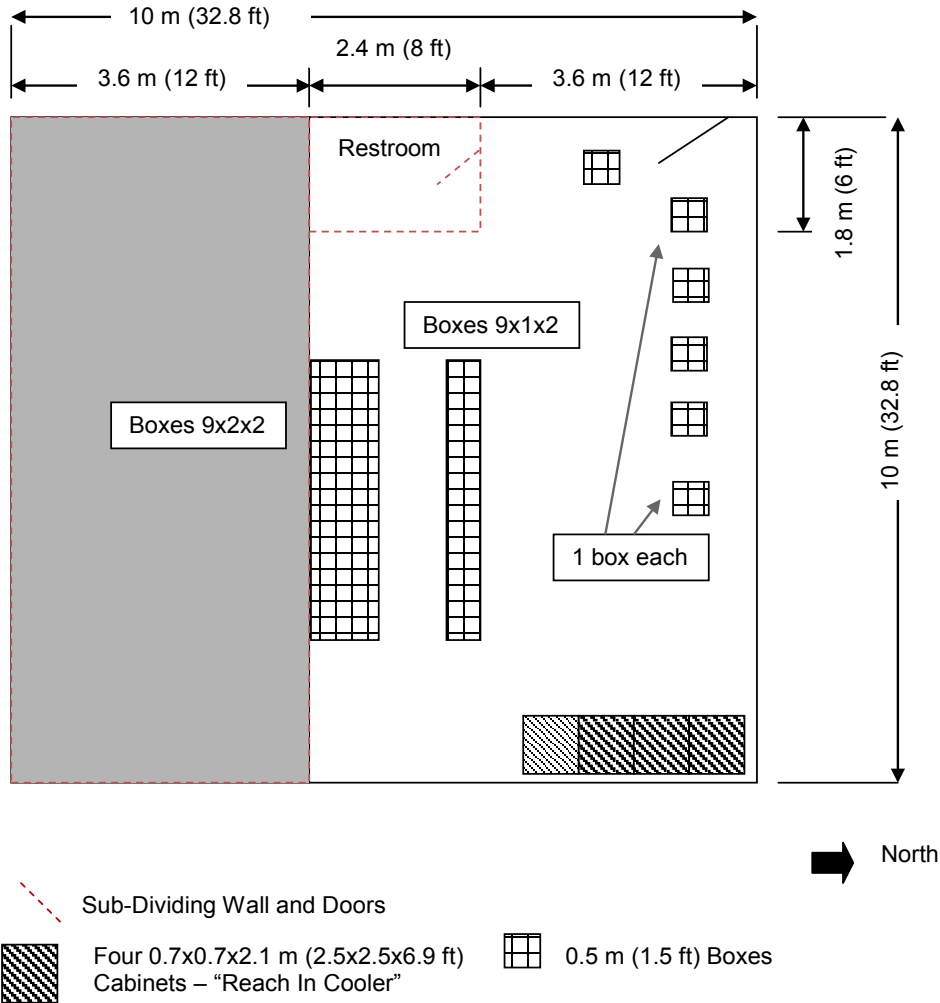 10 m (32.8 ft)
2.4 m (8 ft)
3.6 m (12 ft)
3.6 m (12 ft)
Restroom
1.8 m (6 ft)
Boxes 9x1x2
10 m (32.8 ft)
Boxes 9x2x2
1 box each
North
Sub-Dividing Wall and Doors
Four 0.7x0.7x2.1 m (2.5x2.5x6.9 ft)
Cabinets – “Reach In Cooler”
0.5 m (1.5 ft) Boxes